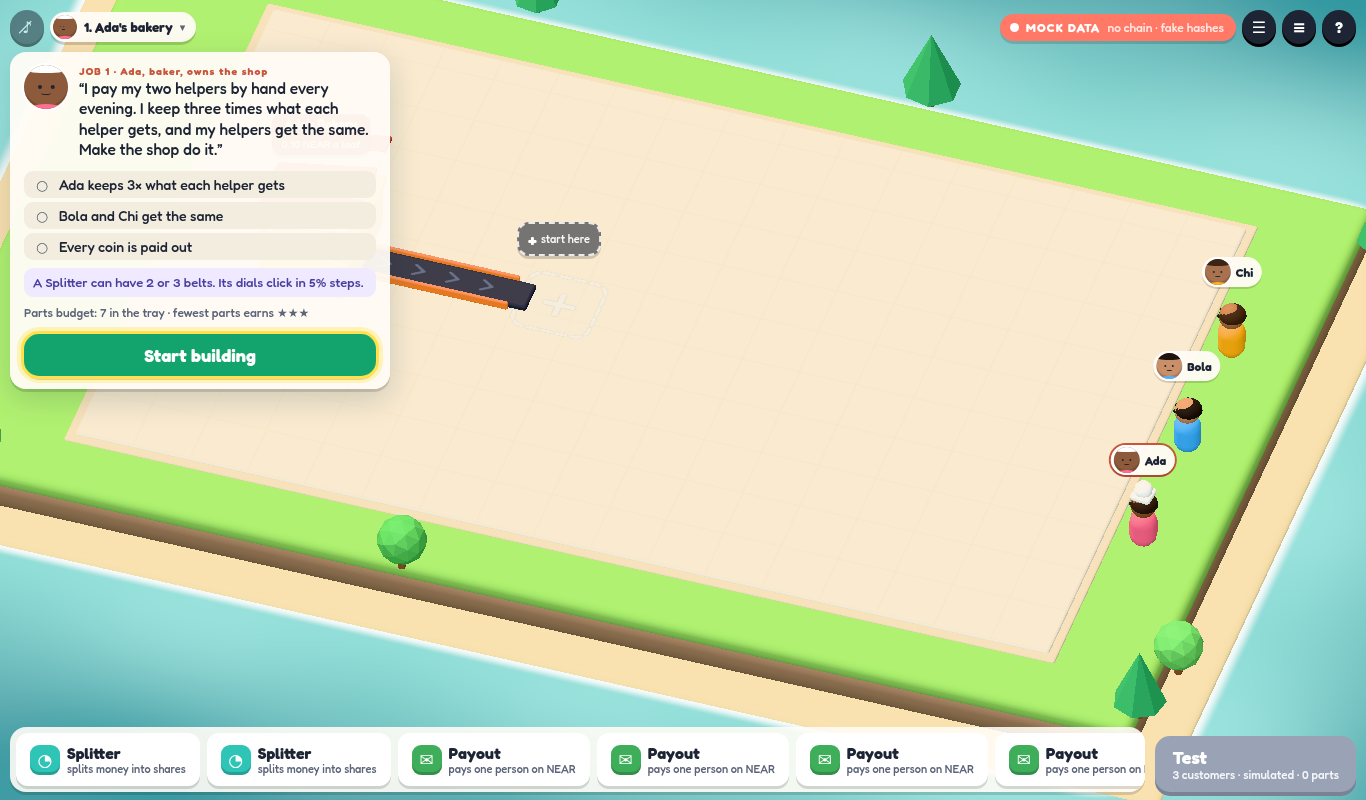 1. Ada's bakery ▾
MOCK DATA no chain · fake hashes
?
JOB 1 · Ada, baker, owns the shop
“I pay my two helpers by hand every
evening. I keep three times what each
helper gets, and my helpers get the same.
Make the shop do it.”
Ada keeps 3x what each helper gets
Bola and Chi get the same
Every coin is paid out
A Splitter can have 2 or 3 belts. Its dials click in 5% steps.
Parts budget: 7 in the tray · fewest parts earns ★★★
Start building
+ start here
Chi
Bola
Ada
Splitter
splits money into shares
Splitter
splits money into shares
Payout
pays one person on NEAR
Payout
pays one person on NEAR
Payout
pays one person on NEAR
Payout
pays one person on
Test
3 customers · simulated · 0 parts